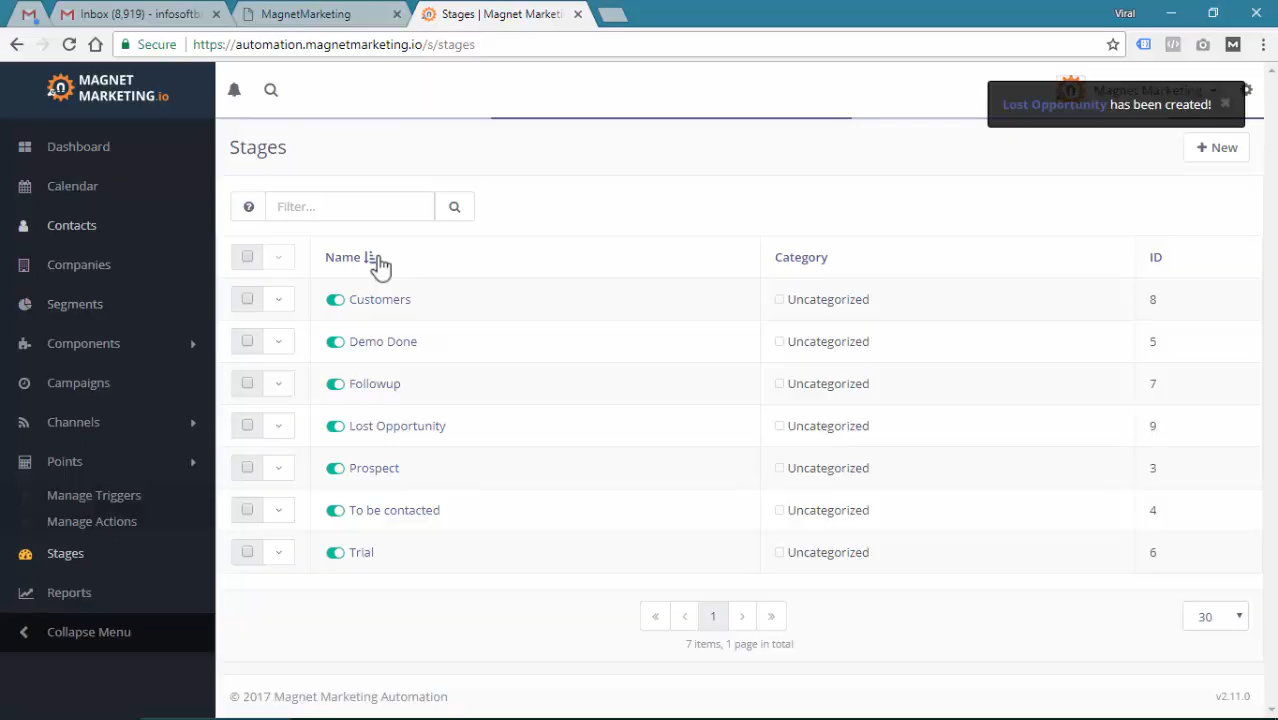 Inbox (8,919) - infosoftb
MagnetMarketing
Stages | Magnet Marketi
Viral
Secure
https://automation.magnetmarketing.io/s/stages
MAGNET
MARKETING.io
Magnet Marketing
Lost Opportunity has been created!
Dashboard
Calendar
Contacts
Companies
Segments
Components
Campaigns
Channels
Points
Manage Triggers
Manage Actions
Stages
Reports
Collapse Menu
Stages
+ New
Filter...
Name
Category
ID
Customers
Uncategorized
8
Demo Done
Uncategorized
5
Followup
Uncategorized
7
Lost Opportunity
Uncategorized
9
Prospect
Uncategorized
3
To be contacted
Uncategorized
4
Trial
Uncategorized
6
« ‹ 1 › »
30
7 items, 1 page in total
© 2017 Magnet Marketing Automation
v2.11.0